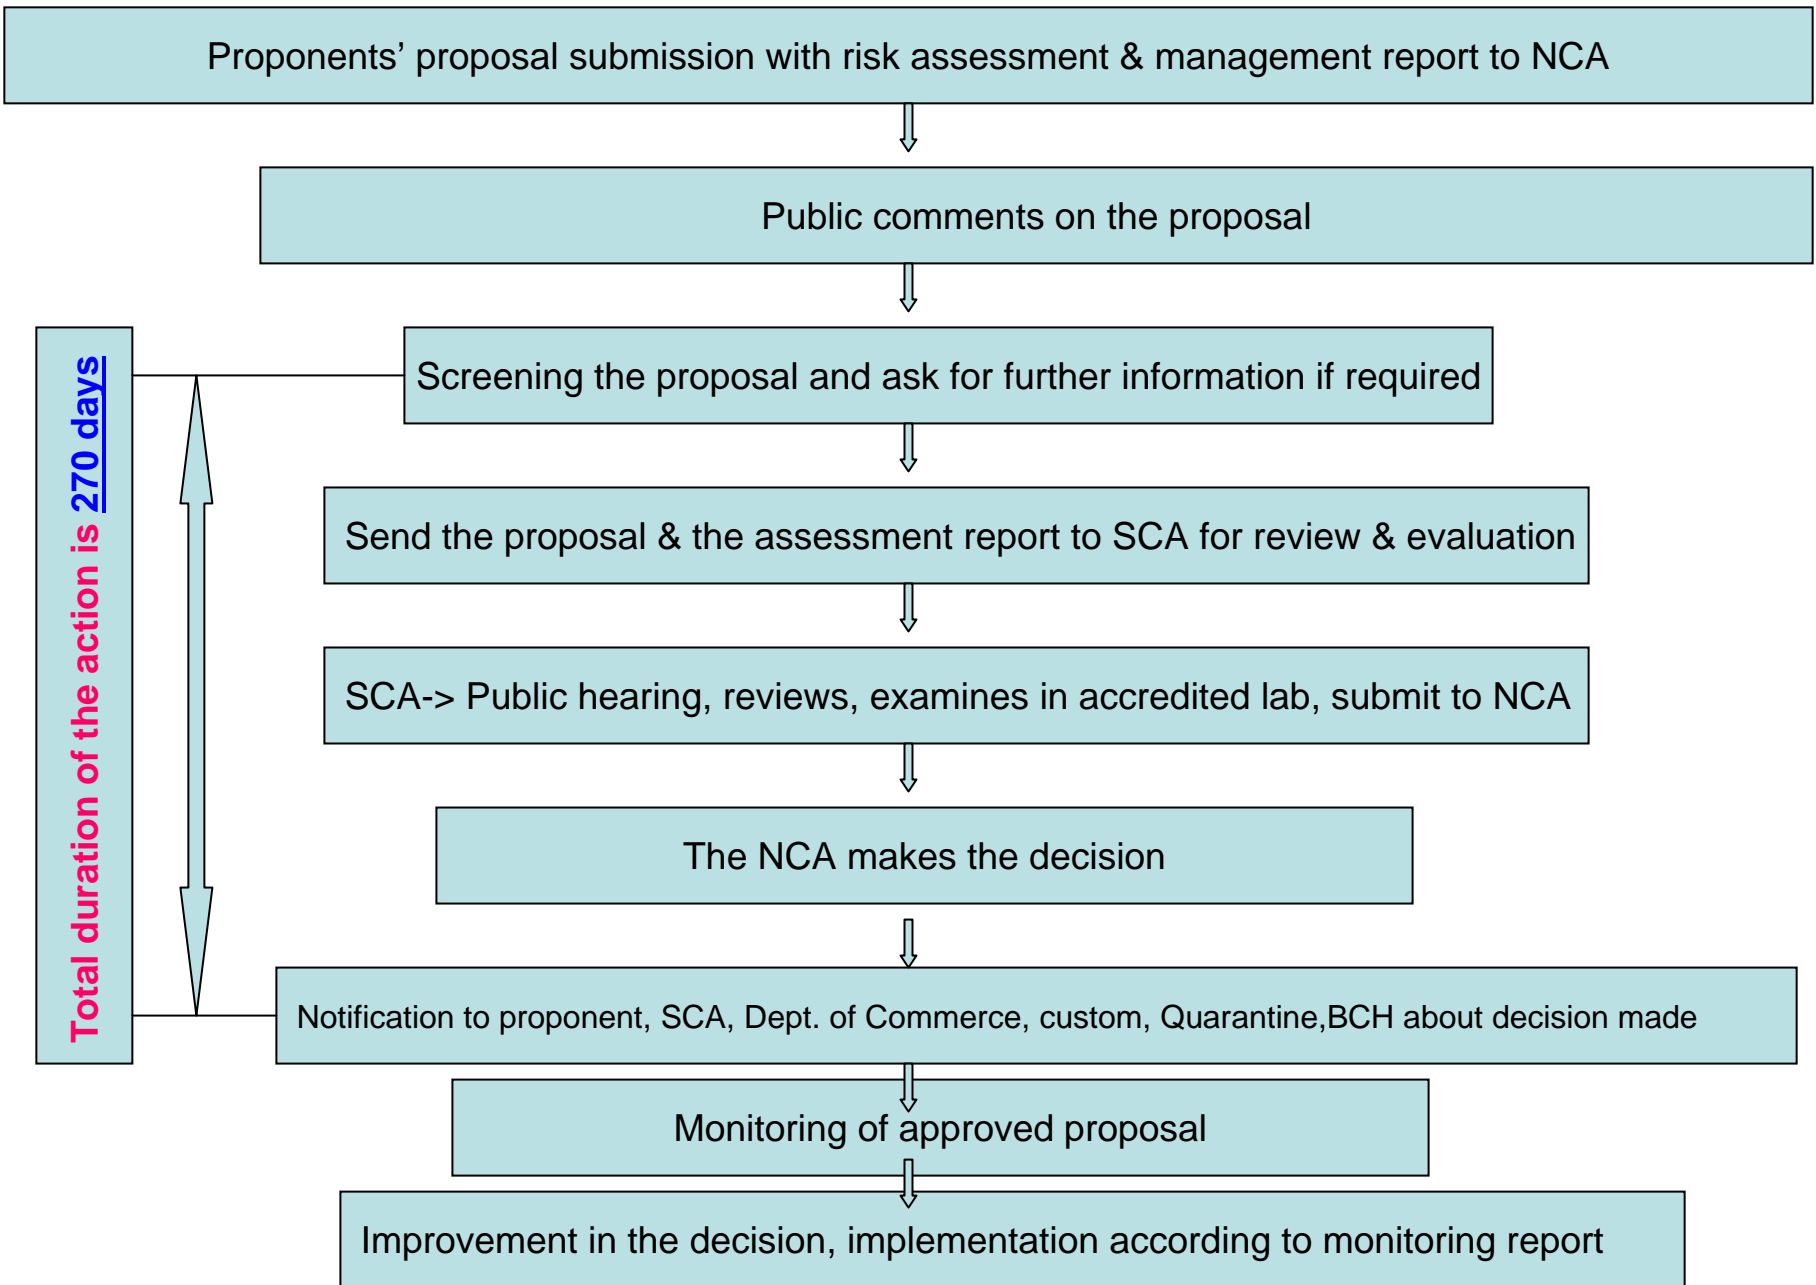 Proponents’ proposal submission with risk assessment & management report to NCA
Public comments on the proposal
Total duration of the action is 270 days
Screening the proposal and ask for further information if required
Send the proposal & the assessment report to SCA for review & evaluation
SCA-> Public hearing, reviews, examines in accredited lab, submit to NCA
The NCA makes the decision
Notification to proponent, SCA, Dept. of Commerce, custom, Quarantine,BCH about decision made
Monitoring of approved proposal
Improvement in the decision, implementation according to monitoring report